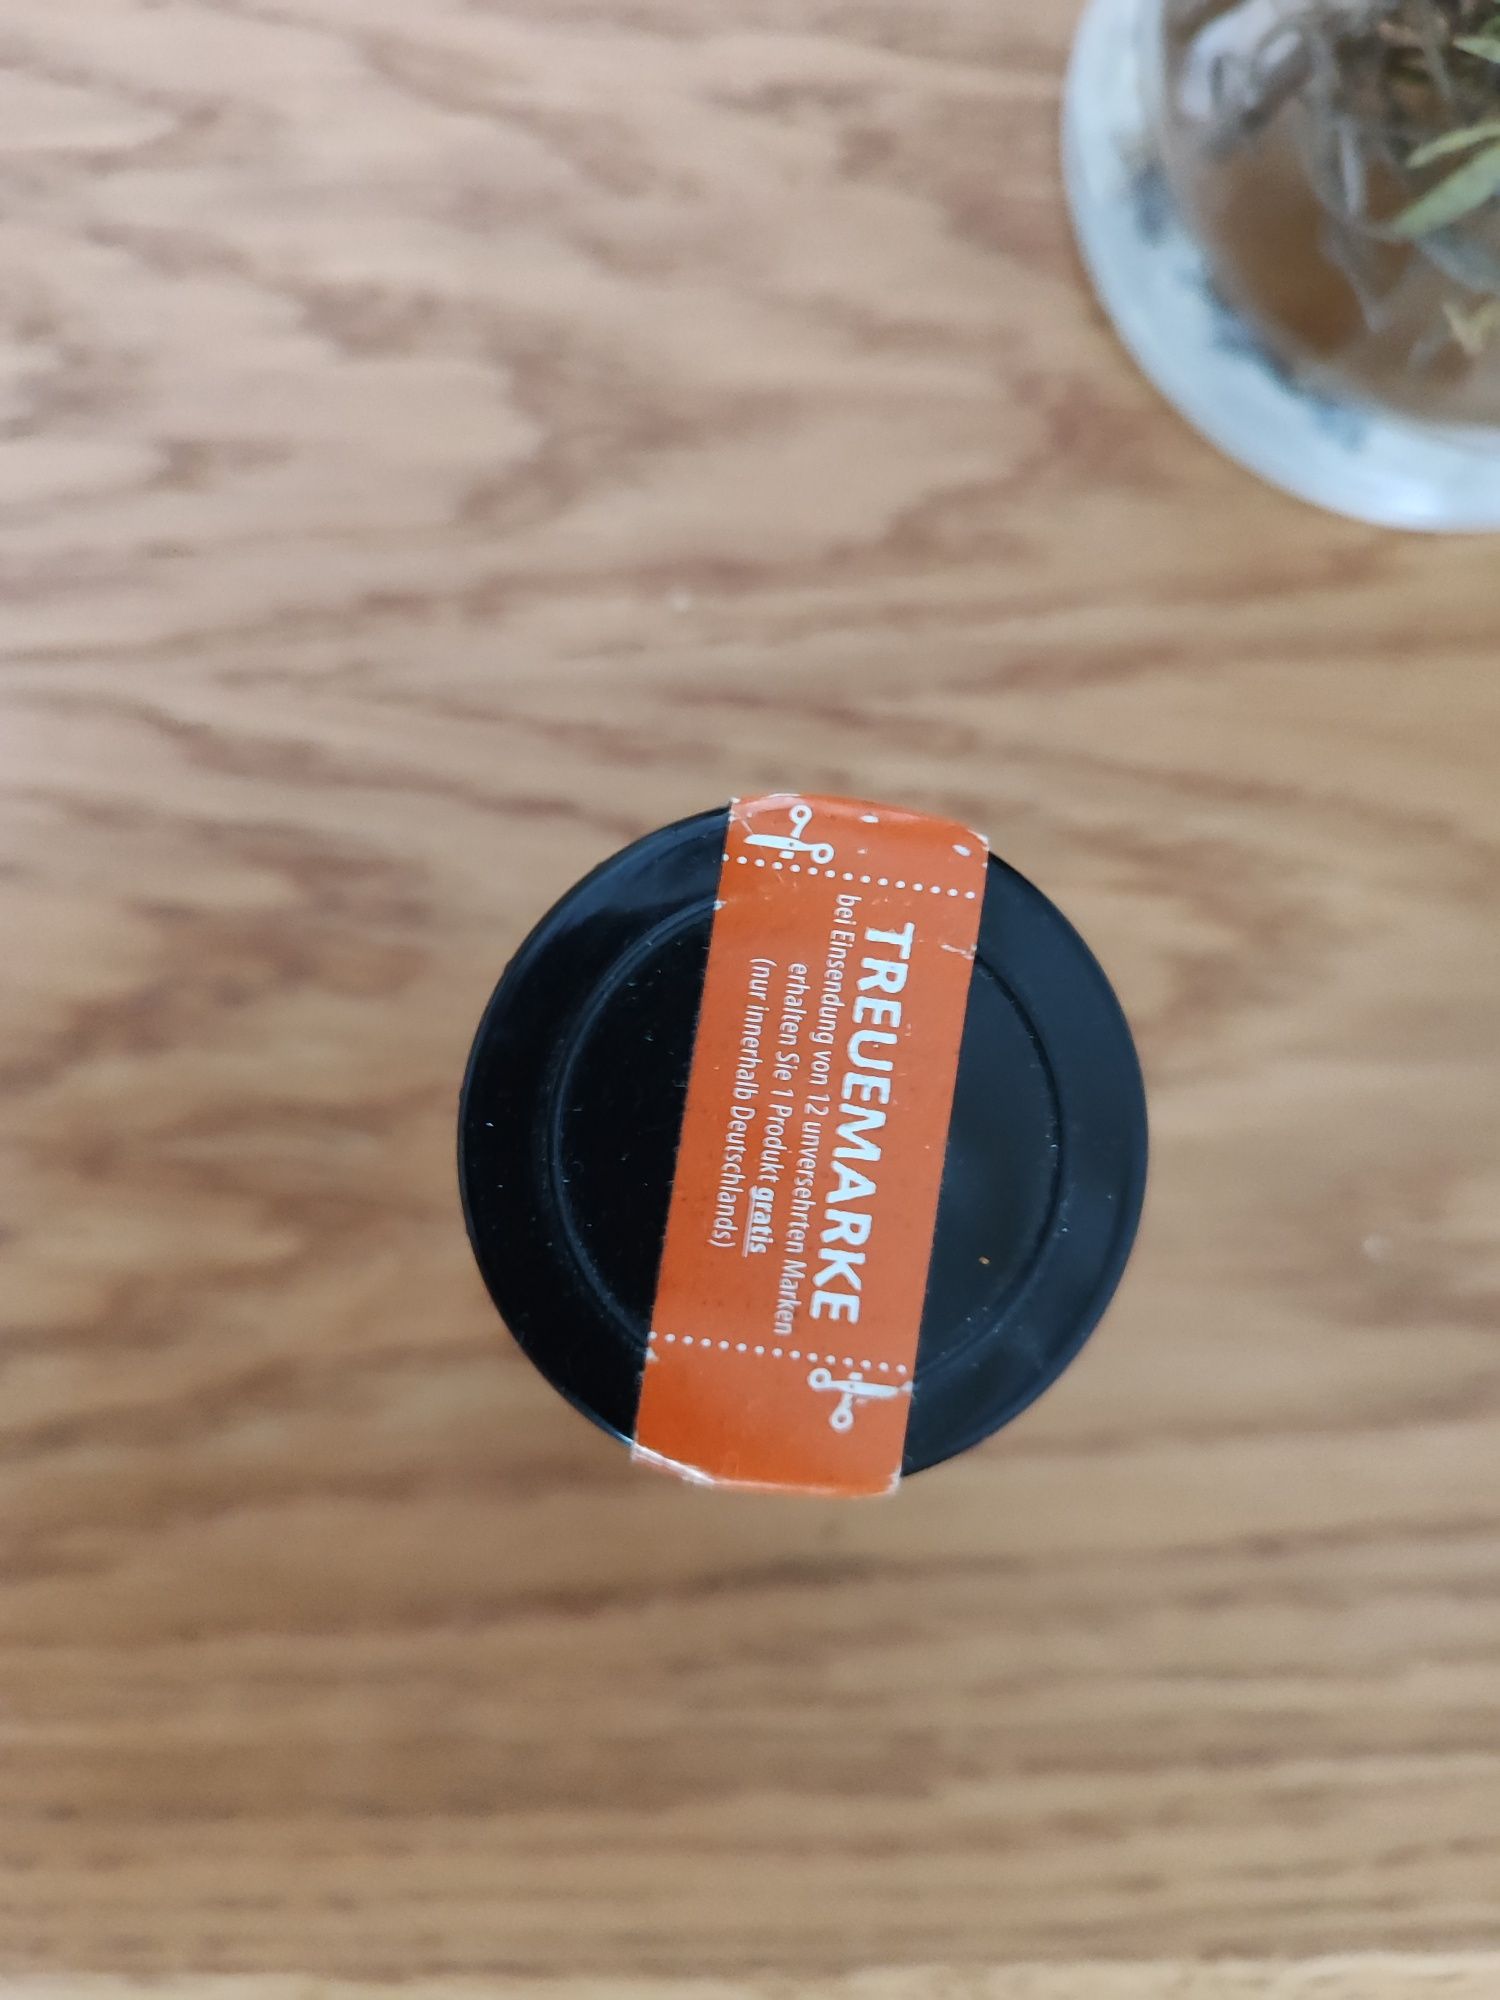 TREUEMARKE
bei Einsendung von 12 unversehrten Marken
erhalten Sie 1 Produkt gratis
(nur innerhalb Deutschlands)